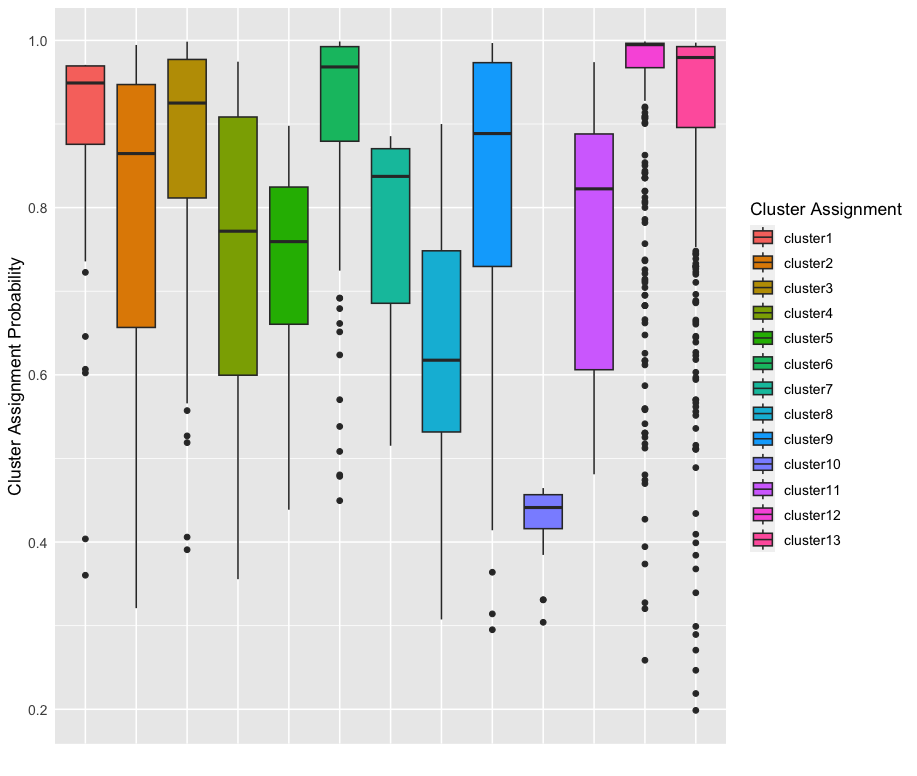 Cluster Assignment Probability
1.0
0.8
0.6
0.4
0.2
Cluster Assignment
cluster1
cluster2
cluster3
cluster4
cluster5
cluster6
cluster7
cluster8
cluster9
cluster10
cluster11
cluster12
cluster13